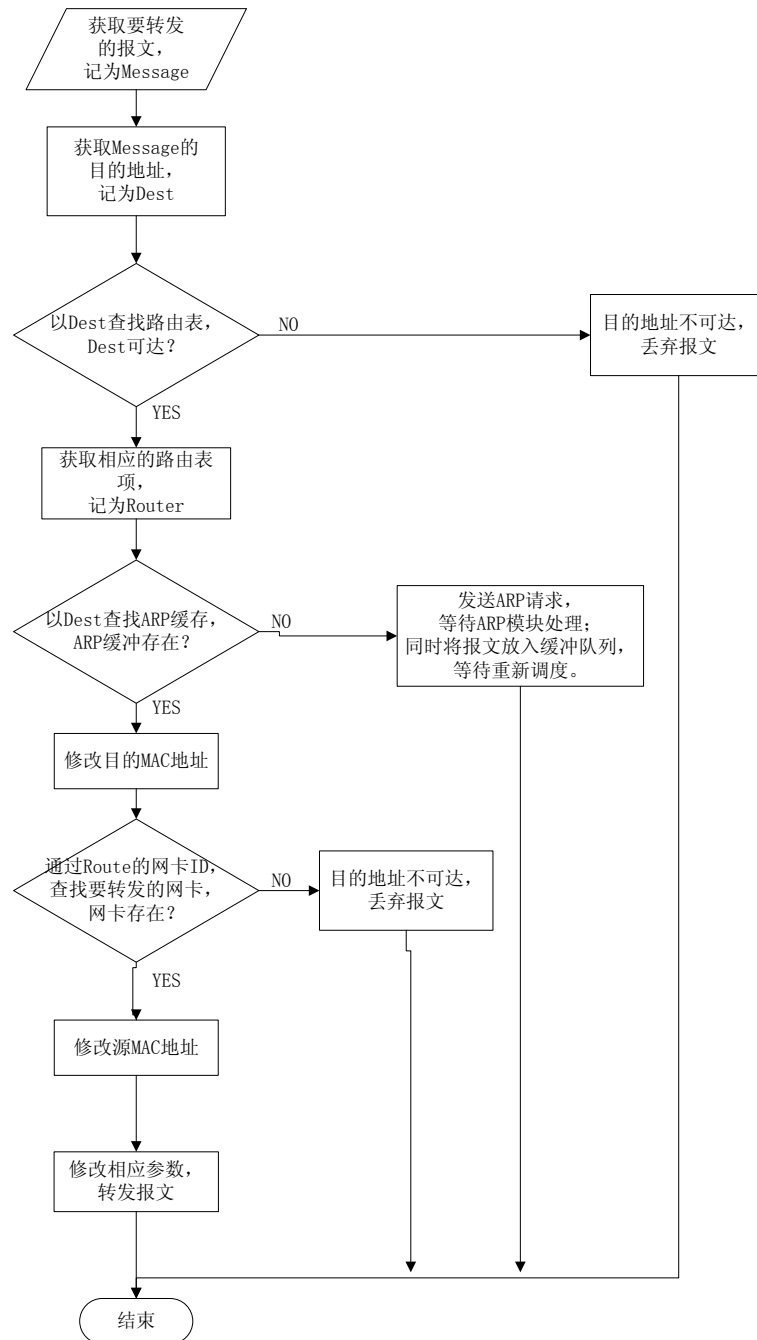 获取要转发
的报文，
记为Message
获取Message的
目的地址，
记为Dest
以Dest查找路由表，
Dest可达？
NO
目的地址不可达，
丢弃报文
YES
获取相应的路由表
项，
记为Router
以Dest查找ARP缓存，
ARP缓冲存在？
NO
发送ARP请求，
等待ARP模块处理；
同时将报文放入缓冲队列，
等待重新调度。
YES
修改目的MAC地址
通过Route的网卡ID，
查找要转发的网卡，
网卡存在？
NO
目的地址不可达，
丢弃报文
YES
修改源MAC地址
修改相应参数，
转发报文
结束